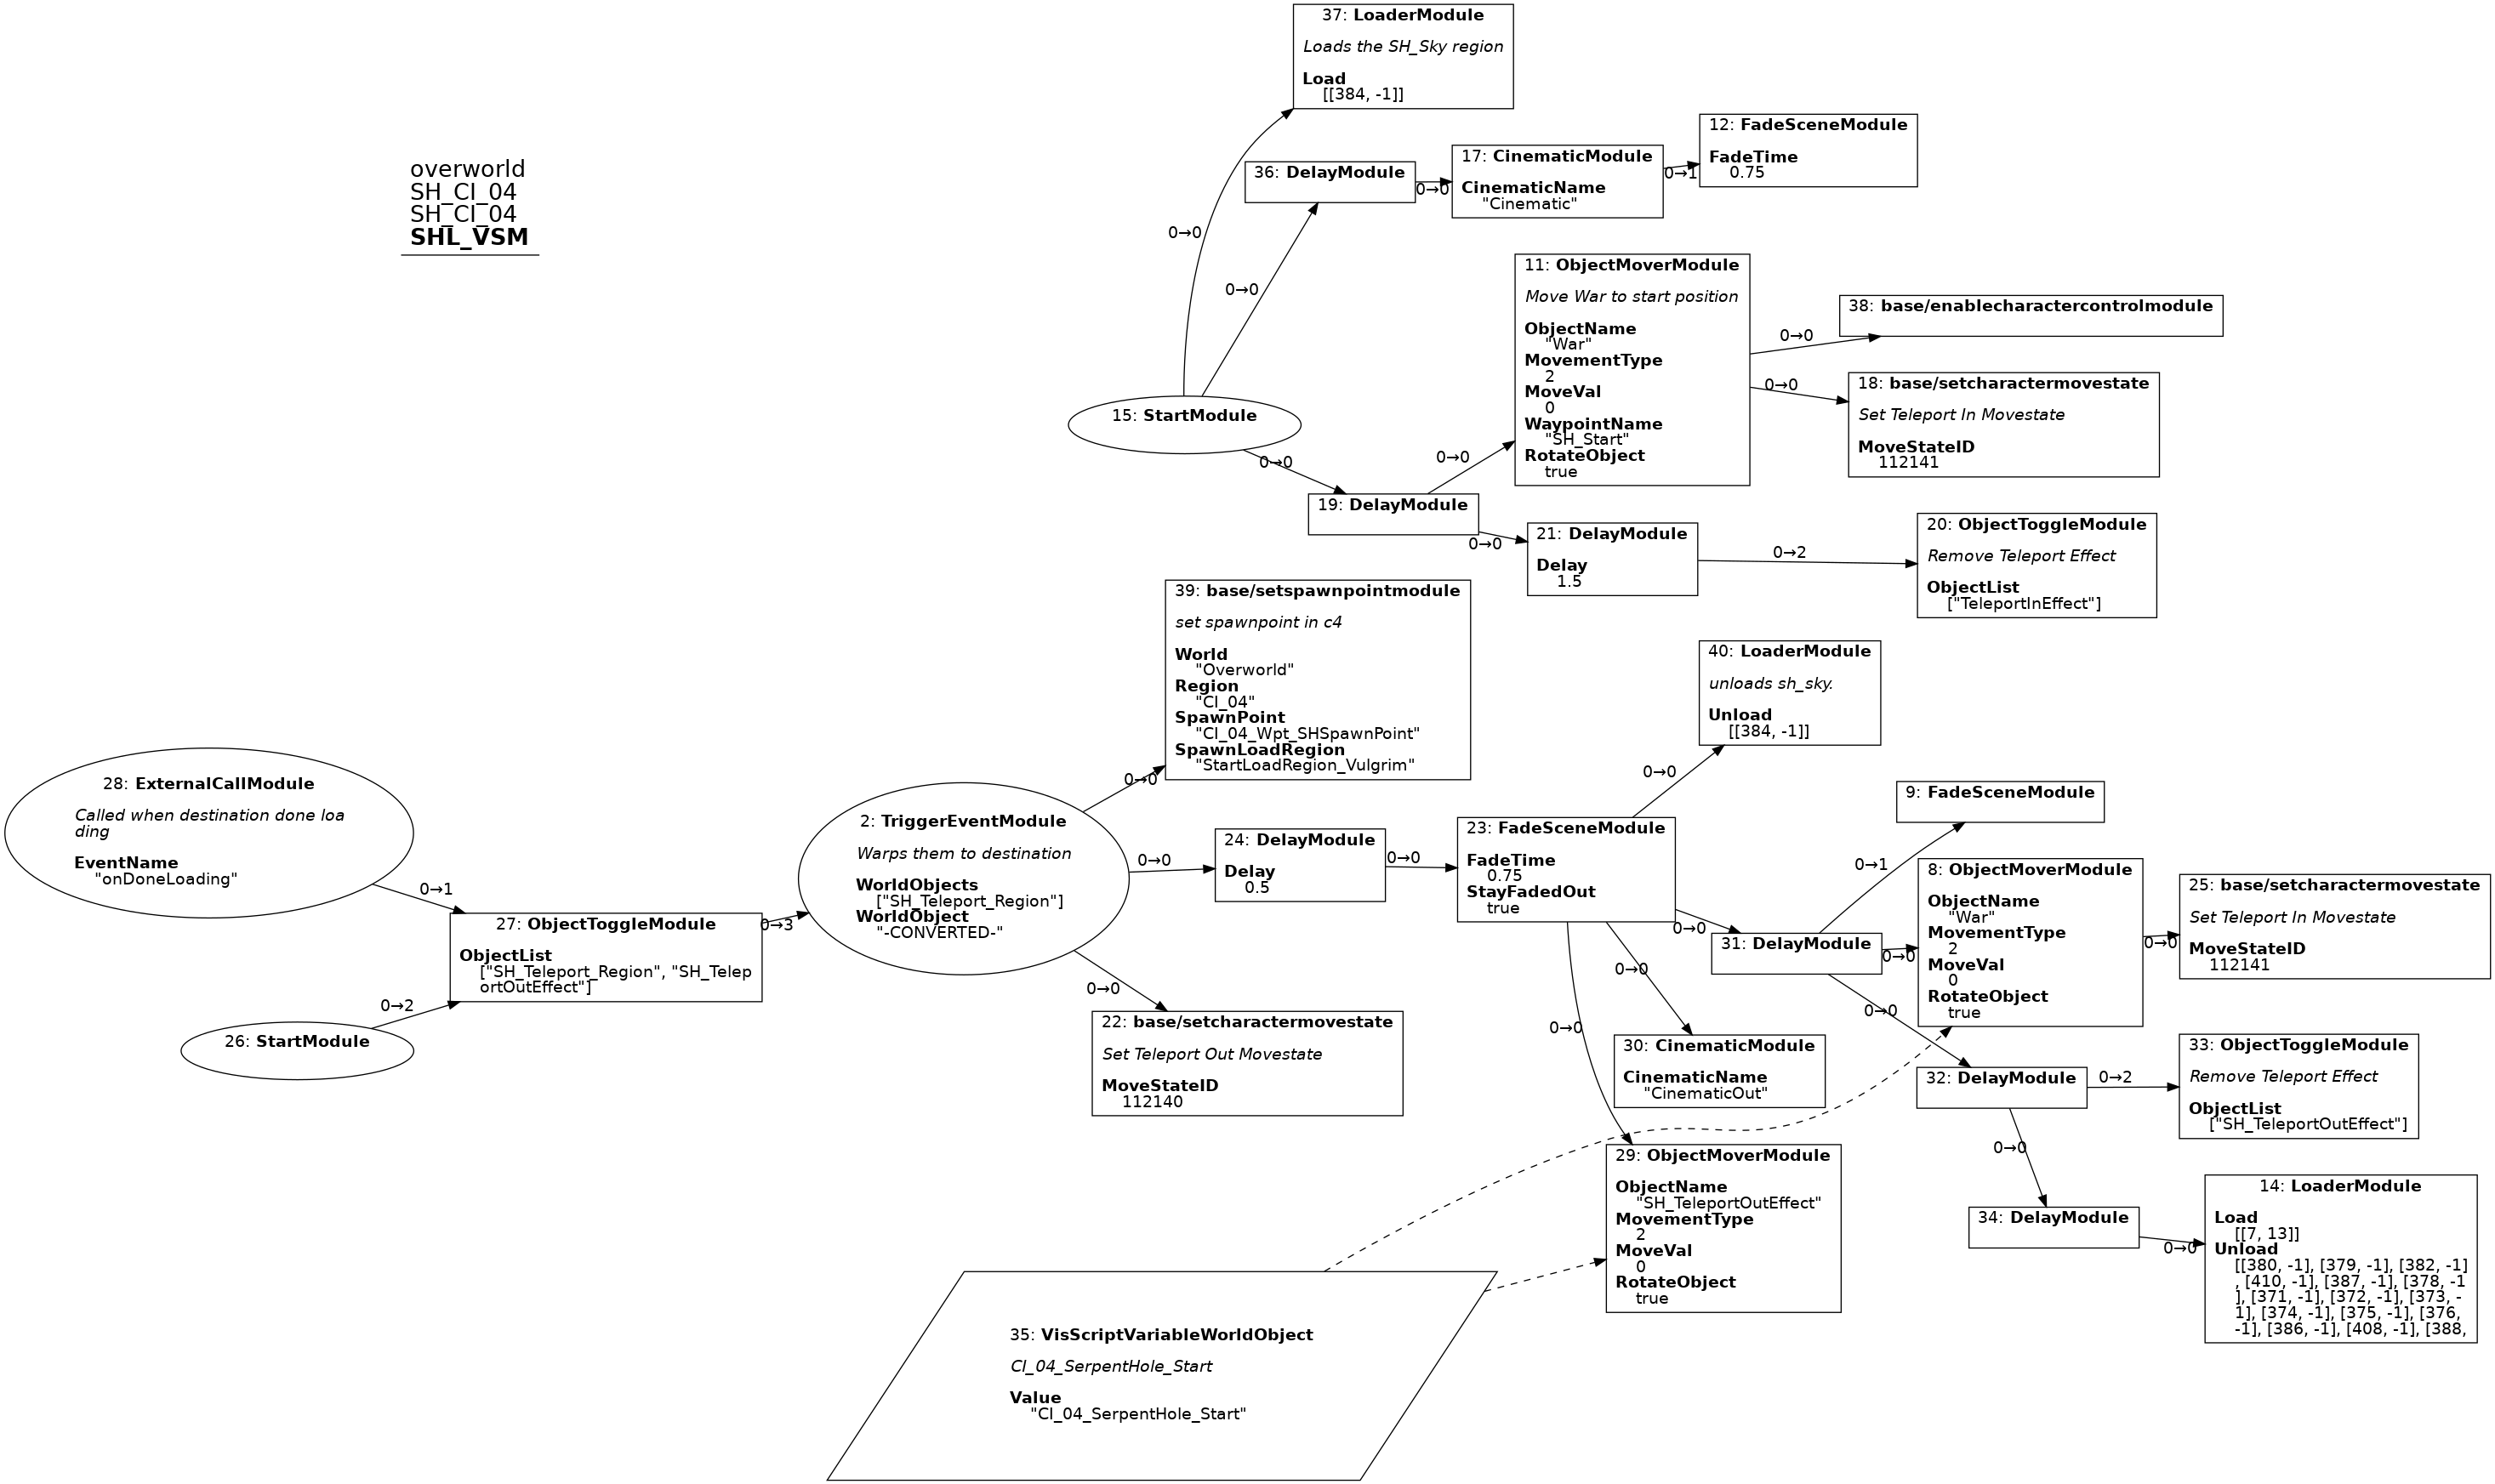 37: LoaderModule
Loads the SH_Sky region
Load
[[384, -1]]
12: FadeSceneModule
FadeTime
0.75
17: CinematicModule
CinematicName
"Cinematic"
36: DelayModule
0→0
0→1
overworld
SH_CI_04
SH_CI_04
SHL_VSM
0→0
0→0
11: ObjectMoverModule
Move War to start position
ObjectName
"War"
MovementType
2
MoveVal
0
WaypointName
"SH_Start"
RotateObject
true
38: base/enablecharactercontrolmodule
0→0
0→0
18: base/setcharactermovestate
Set Teleport In Movestate
MoveStateID
112141
15: StartModule
0→0
0→0
19: DelayModule
0→0
21: DelayModule
Delay
1.5
0→2
20: ObjectToggleModule
Remove Teleport Effect
ObjectList
["TeleportInEffect"]
39: base/setspawnpointmodule
set spawnpoint in c4
World
"Overworld"
Region
"CI_04"
SpawnPoint
"CI_04_Wpt_SHSpawnPoint"
SpawnLoadRegion
"StartLoadRegion_Vulgrim"
40: LoaderModule
unloads sh_sky.
Unload
[[384, -1]]
28: ExternalCallModule
Called when destination done loa
ding
EventName
"onDoneLoading"
0→1
27: ObjectToggleModule
ObjectList
["SH_Teleport_Region", "SH_Telep
ortOutEffect"]
0→2
26: StartModule
0→3
2: TriggerEventModule
Warps them to destination
WorldObjects
["SH_Teleport_Region"]
WorldObject
"-CONVERTED-"
0→0
0→0
0→0
24: DelayModule
Delay
0.5
0→0
23: FadeSceneModule
FadeTime
0.75
StayFadedOut
true
0→0
0→0
0→0
0→0
9: FadeSceneModule
0→1
31: DelayModule
0→0
0→0
8: ObjectMoverModule
ObjectName
"War"
MovementType
2
MoveVal
0
RotateObject
true
0→0
25: base/setcharactermovestate
Set Teleport In Movestate
MoveStateID
112141
22: base/setcharactermovestate
Set Teleport Out Movestate
MoveStateID
112140
30: CinematicModule
CinematicName
"CinematicOut"
32: DelayModule
0→2
0→0
33: ObjectToggleModule
Remove Teleport Effect
ObjectList
["SH_TeleportOutEffect"]
29: ObjectMoverModule
ObjectName
"SH_TeleportOutEffect"
MovementType
2
MoveVal
0
RotateObject
true
34: DelayModule
0→0
14: LoaderModule
Load
[[7, 13]]
Unload
[[380, -1], [379, -1], [382, -1]
, [410, -1], [387, -1], [378, -1
], [371, -1], [372, -1], [373, -
1], [374, -1], [375, -1], [376,
-1], [386, -1], [408, -1], [388,
35: VisScriptVariableWorldObject
CI_04_SerpentHole_Start
Value
"CI_04_SerpentHole_Start"